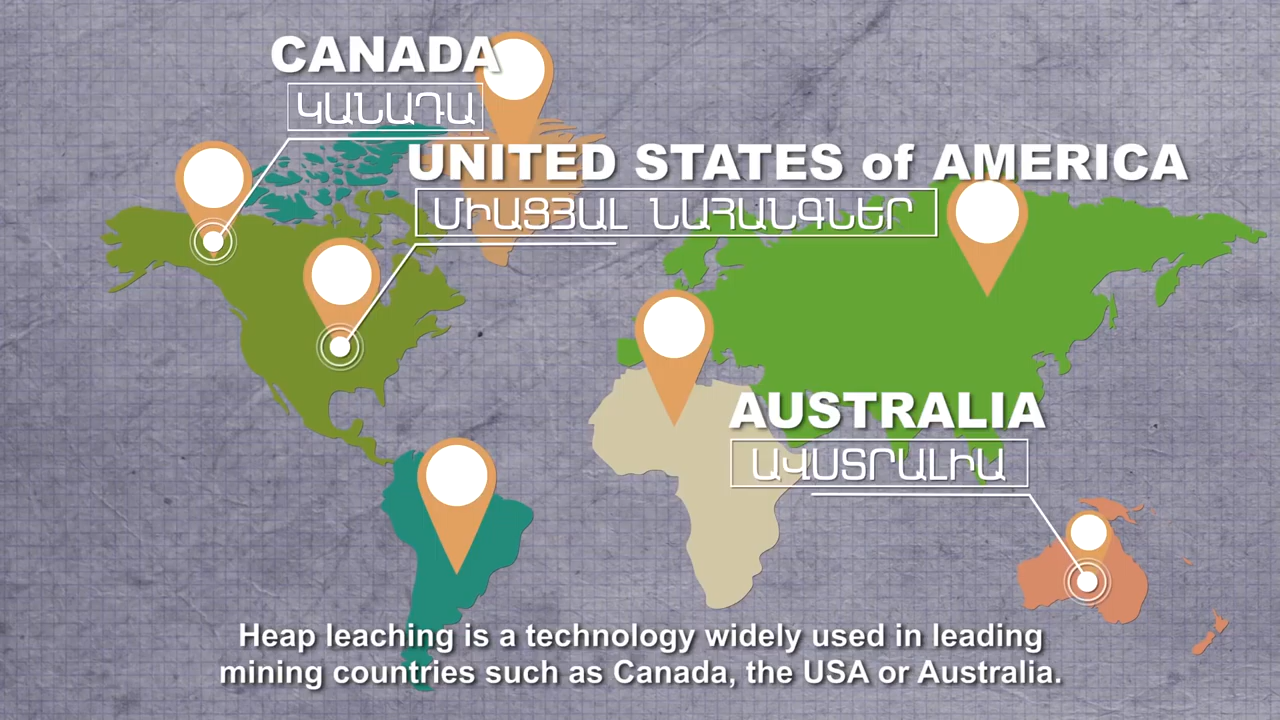 CANADA
ԿԱՆԱԴԱ
UNITED STATES of AMERICA
ՄԻԱՑՅԱԼ ՆԱՀԱՆԳՆԵՐ
AUSTRALIA
ԱՎՍՏՐԱԼԻԱ
Heap leaching is a technology widely used in leading
mining countries such as Canada, the USA or Australia.